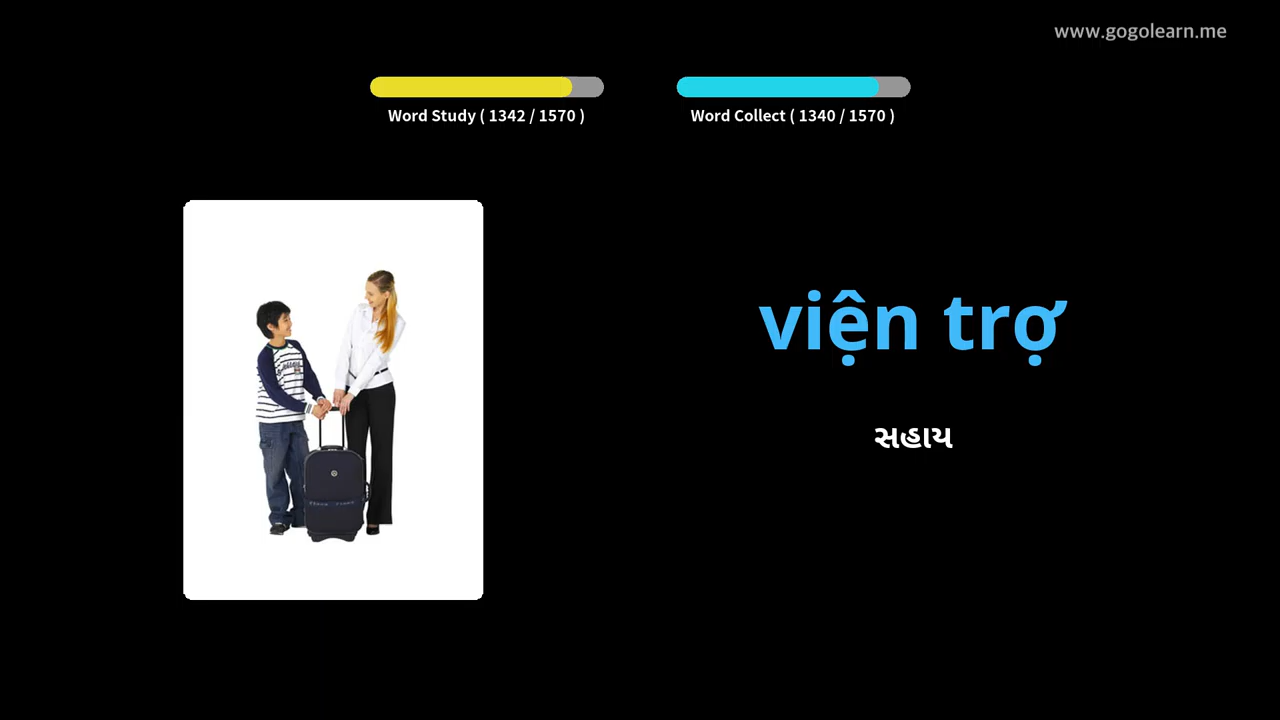 www.gogolearn.me
Word Study ( 1342 / 1570 )
Word Collect ( 1340 / 1570 )
viện trợ
સહાય